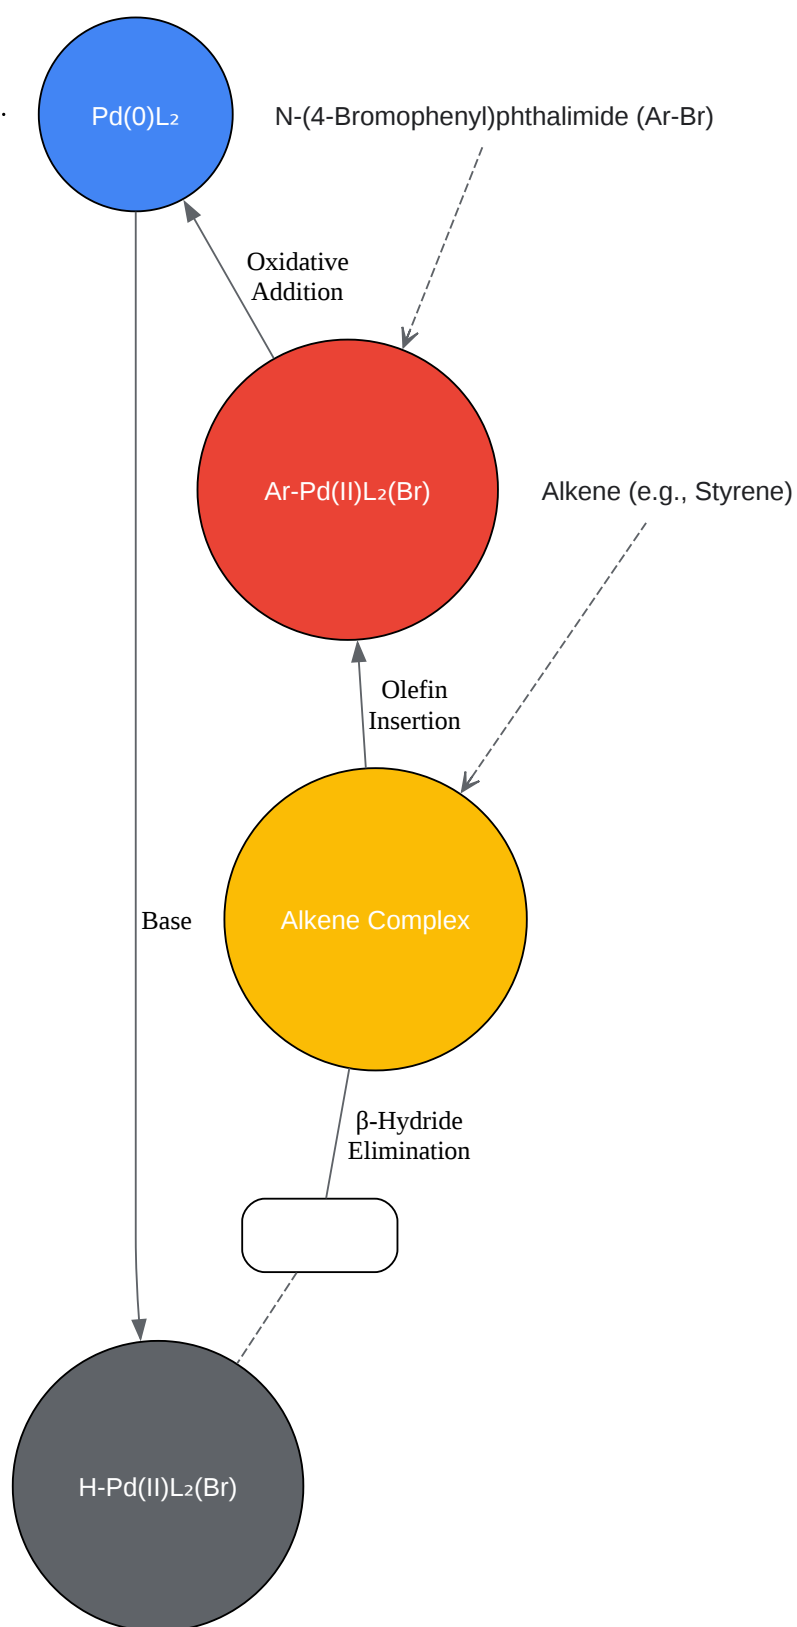 Pd(0)L₂
N-(4-Bromophenyl)phthalimide (Ar-Br)
Oxidative
Addition
Ar-Pd(II)L₂(Br)
Alkene (e.g., Styrene)
Olefin
Insertion
Base
Alkene Complex
β-Hydride
Elimination
H-Pd(II)L₂(Br)